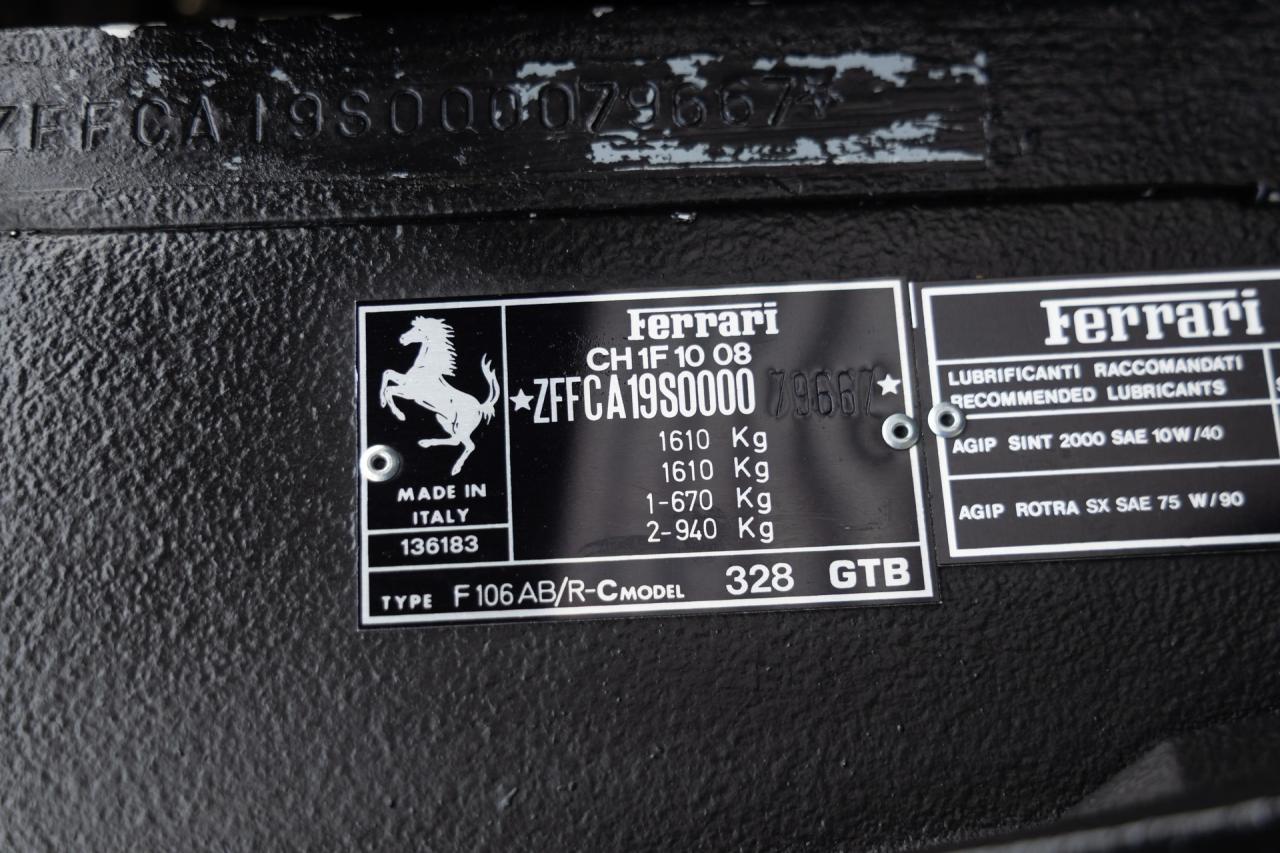 ZFFCA19S000079667*
Ferrari
CH 1F 10 08
★ZFFCA19S0000 79667★
1610 Kg
1610 Kg
1-670 Kg
2-940 Kg
MADE IN
ITALY
136183
TYPE F 106 AB/R-C MODEL 328 GTB
Ferrari
LUBRIFICANTI RACCOMANDATI
RECOMMENDED LUBRICANTS
AGIP SINT 2000 SAE 10W/40
AGIP ROTRA SX SAE 75 W/90